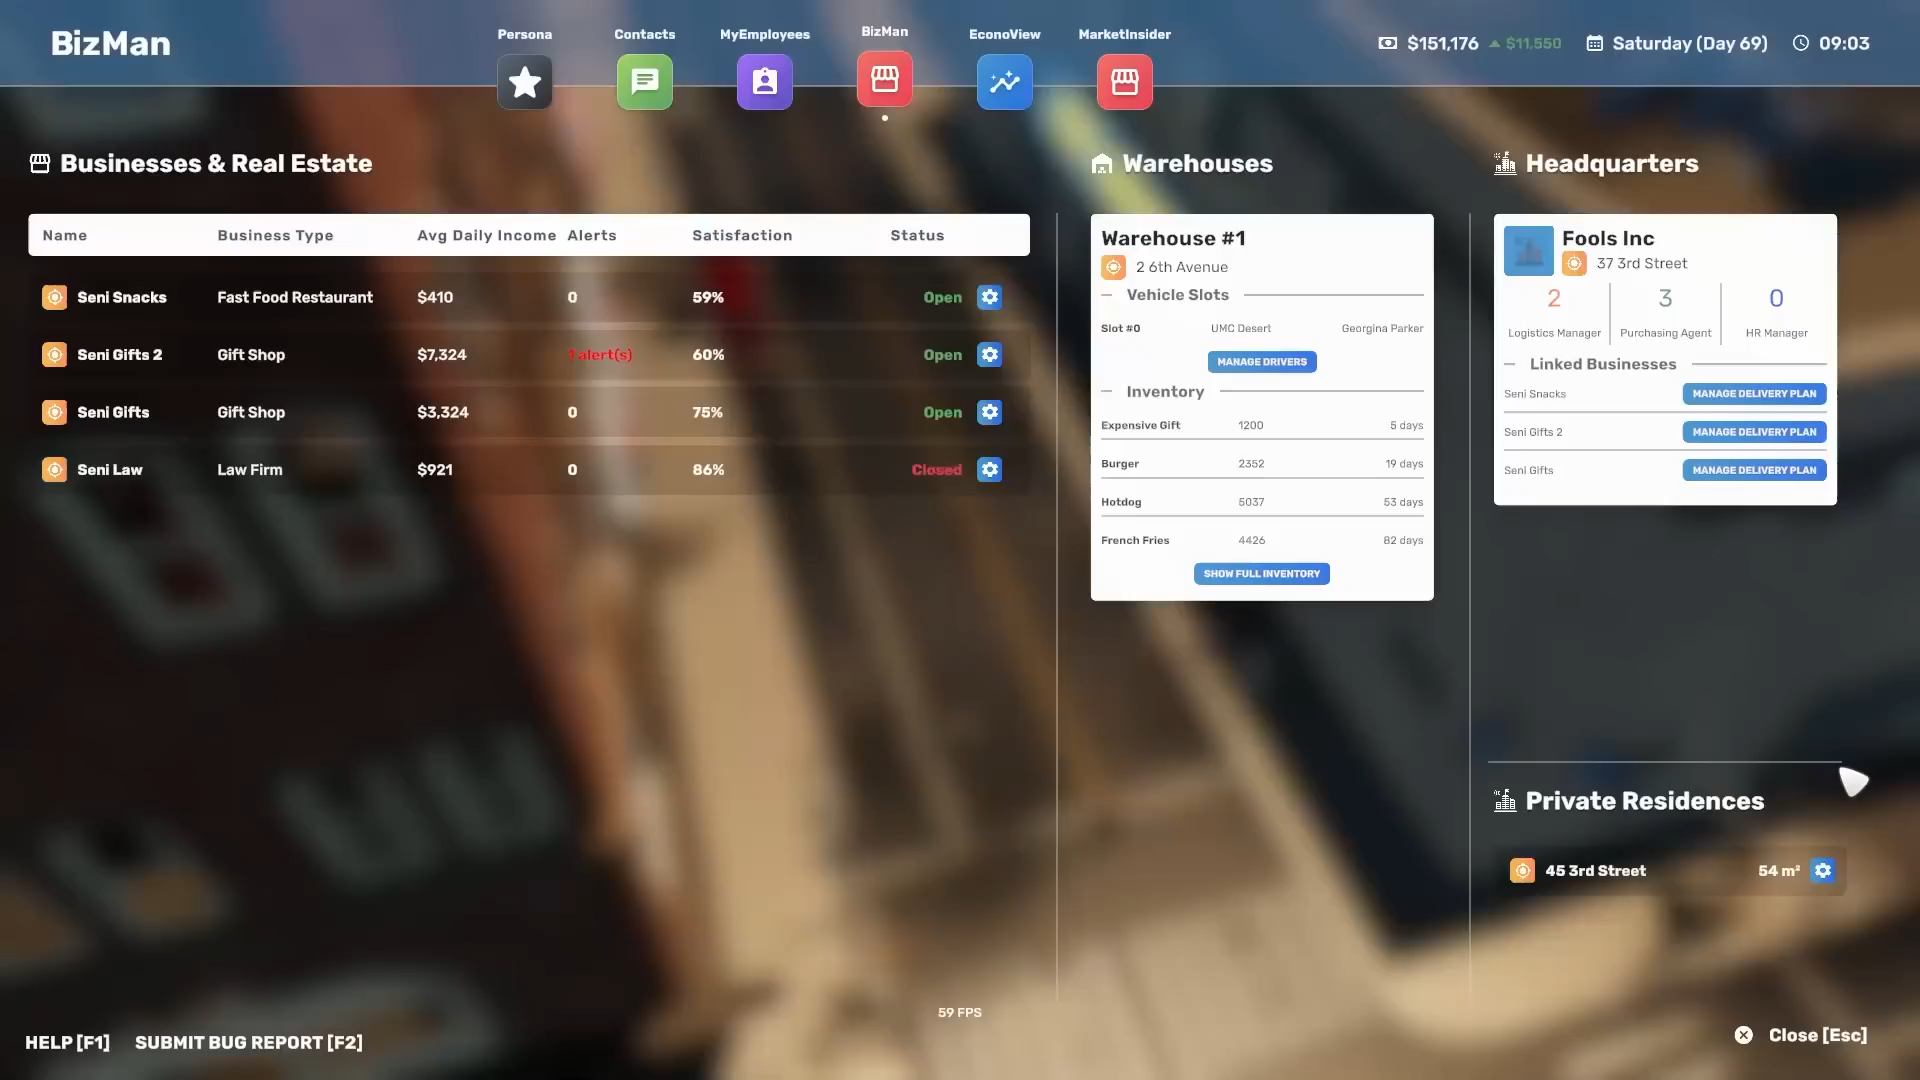 BizMan
Persona
Contacts
MyEmployees
BizMan
EconoView
MarketInsider
$151,176 $11,550 Saturday (Day 69) 09:03
Businesses & Real Estate
Name Business Type Avg Daily Income Alerts Satisfaction Status
Seni Snacks Fast Food Restaurant $410 0 59% Open
Seni Gifts 2 Gift Shop $7,324 1 alert(s) 60% Open
Seni Gifts Gift Shop $3,324 0 75% Open
Seni Law Law Firm $921 0 86% Closed
Warehouses
Warehouse #1
2 6th Avenue
Vehicle Slots
Slot #0 UMC Desert Georgina Parker
MANAGE DRIVERS
Inventory
Expensive Gift 1200 5 days
Burger 2352 19 days
Hotdog 5037 53 days
French Fries 4426 82 days
SHOW FULL INVENTORY
Headquarters
Fools Inc
37 3rd Street
2 3 0
Logistics Manager Purchasing Agent HR Manager
Linked Businesses
Seni Snacks MANAGE DELIVERY PLAN
Seni Gifts 2 MANAGE DELIVERY PLAN
Seni Gifts MANAGE DELIVERY PLAN
Private Residences
45 3rd Street 54 m²
59 FPS
HELP [F1] SUBMIT BUG REPORT [F2]
Close [Esc]